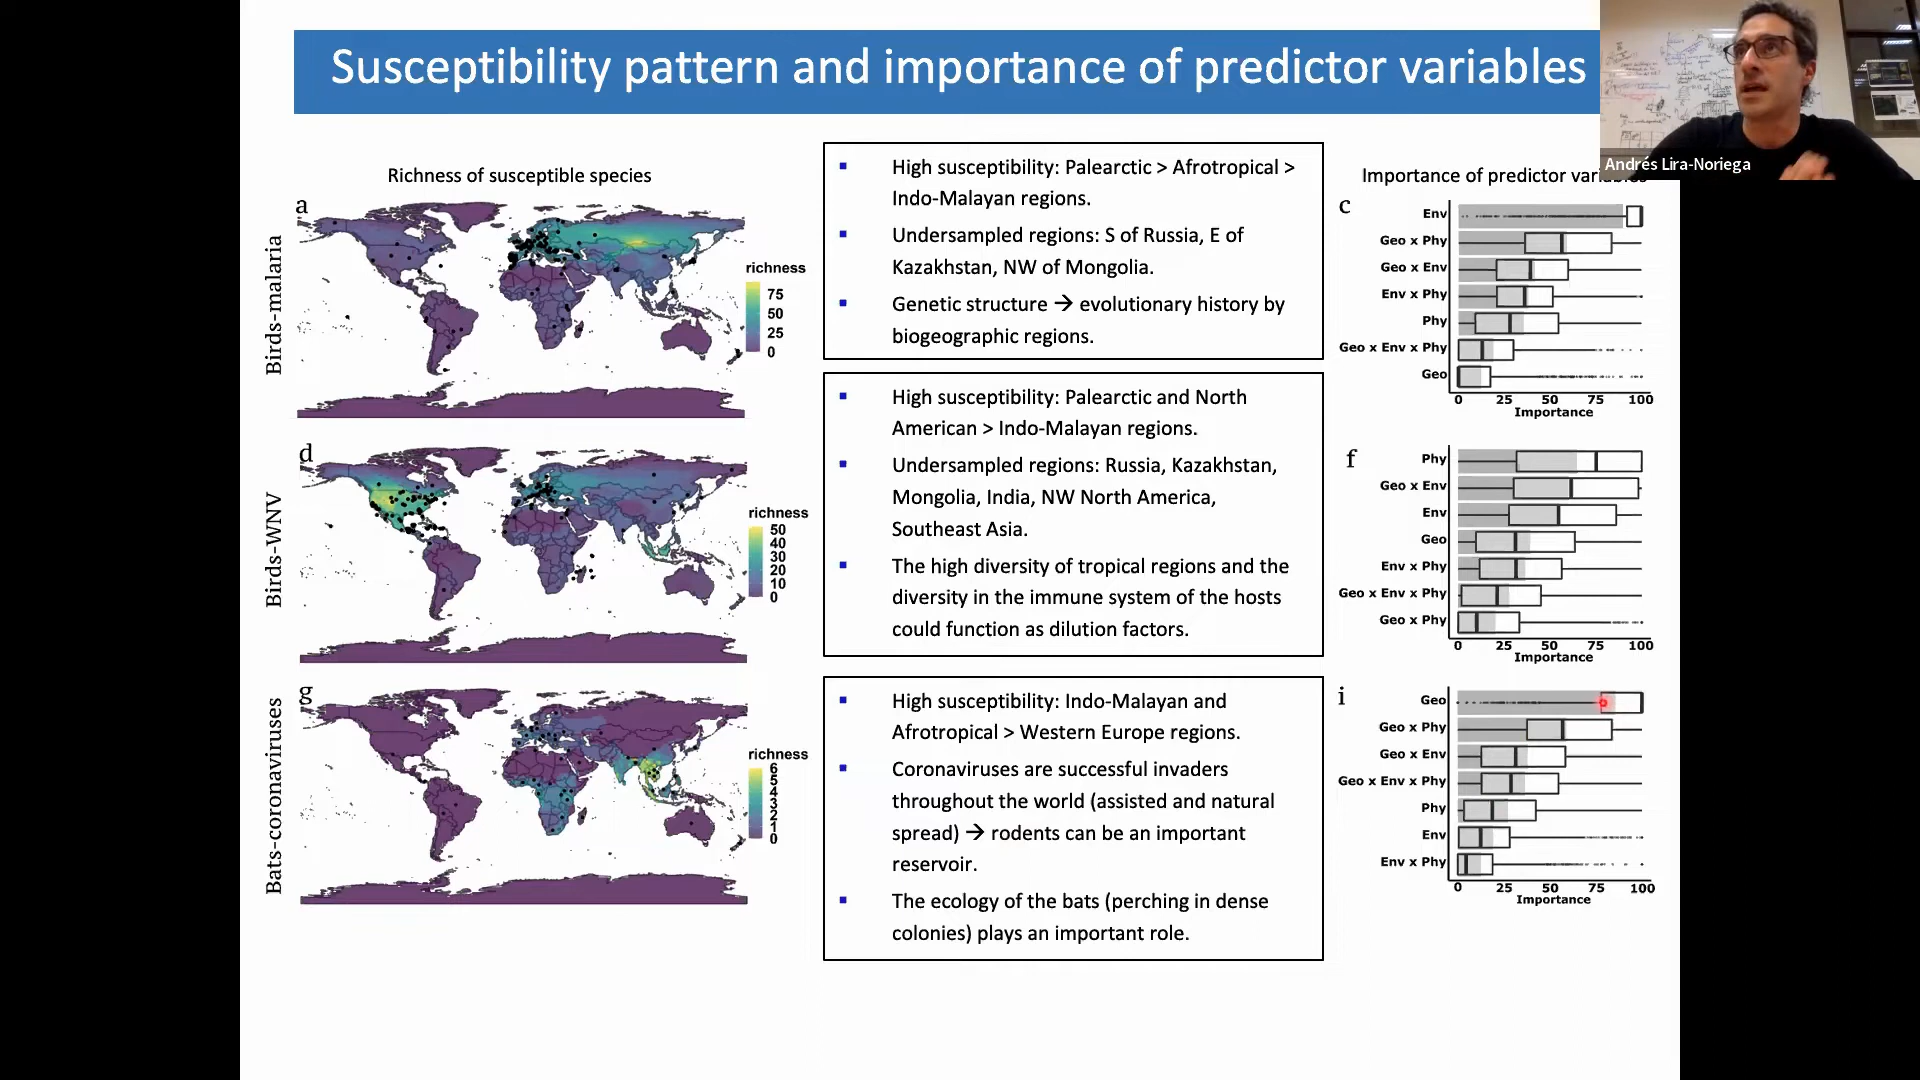 Susceptibility pattern and importance of predictor variables
Andrés Lira-Noriega
Richness of susceptible species
a
Birds-malaria
richness
75
50
25
0
d
Birds-WNV
richness
50
40
30
20
10
0
g
Bats-coronaviruses
richness
6
5
4
3
2
1
0
▪ High susceptibility: Palearctic > Afrotropical >
Indo-Malayan regions.
▪ Undersampled regions: S of Russia, E of
Kazakhstan, NW of Mongolia.
▪ Genetic structure → evolutionary history by
biogeographic regions.
▪ High susceptibility: Palearctic and North
American > Indo-Malayan regions.
▪ Undersampled regions: Russia, Kazakhstan,
Mongolia, India, NW North America,
Southeast Asia.
▪ The high diversity of tropical regions and the
diversity in the immune system of the hosts
could function as dilution factors.
▪ High susceptibility: Indo-Malayan and
Afrotropical > Western Europe regions.
▪ Coronaviruses are successful invaders
throughout the world (assisted and natural
spread) → rodents can be an important
reservoir.
▪ The ecology of the bats (perching in dense
colonies) plays an important role.
Importance of predictor variables
c
Env
Geo x Phy
Geo x Env
Env x Phy
Phy
Geo x Env x Phy
Geo
0 25 50 75 100
Importance
f
Phy
Geo x Env
Env
Geo
Env x Phy
Geo x Env x Phy
Geo x Phy
0 25 50 75 100
Importance
i
Geo
Geo x Phy
Geo x Env
Geo x Env x Phy
Phy
Env
Env x Phy
0 25 50 75 100
Importance